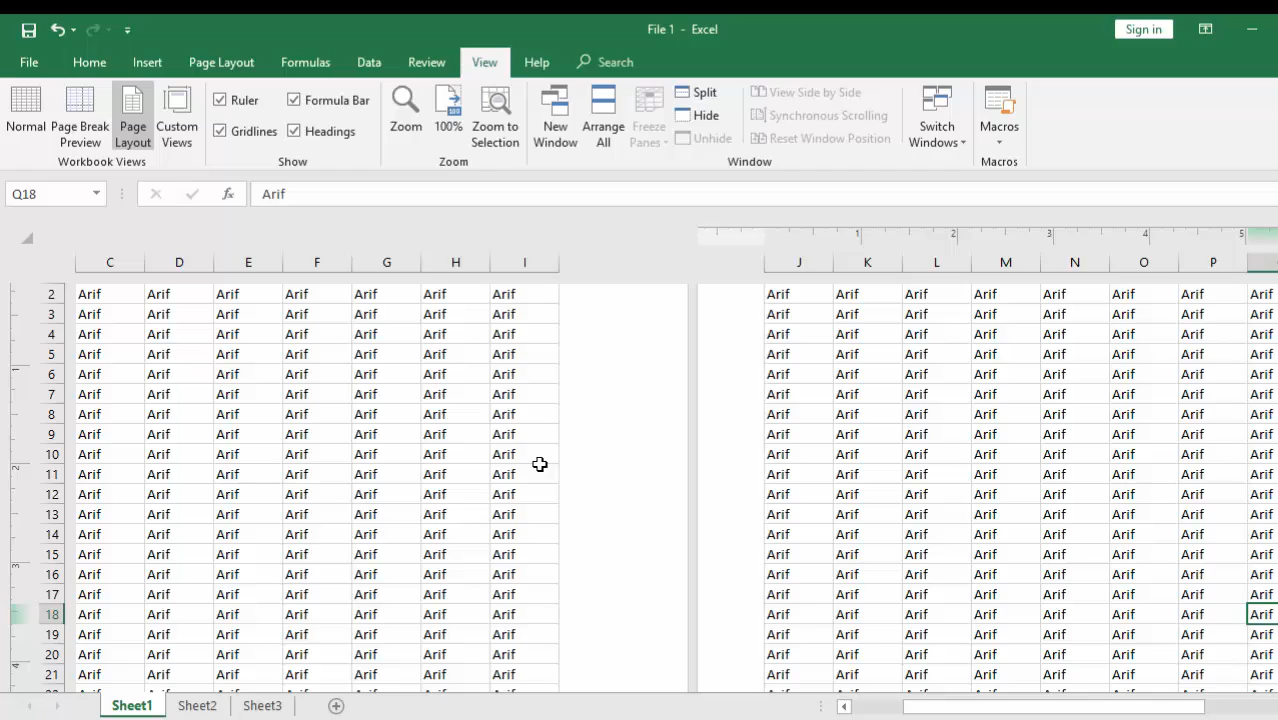 File 1 - Excel
Sign in
File Home Insert Page Layout Formulas Data Review View Help Search
Normal Page Break Preview Page Layout Custom Views
Workbook Views
Ruler Formula Bar
Gridlines Headings
Show
Zoom 100% Zoom to Selection
Zoom
New Window Arrange All Freeze Panes
Split
Hide
Unhide
View Side by Side
Synchronous Scrolling
Reset Window Position
Switch Windows
Window
Macros
Macros
Q18 fx Arif
1 2 3 4 5
C D E F G H I J K L M N O P
2 Arif Arif Arif Arif Arif Arif Arif Arif Arif Arif Arif Arif Arif Arif Arif
3 Arif Arif Arif Arif Arif Arif Arif Arif Arif Arif Arif Arif Arif Arif Arif
4 Arif Arif Arif Arif Arif Arif Arif Arif Arif Arif Arif Arif Arif Arif Arif
5 Arif Arif Arif Arif Arif Arif Arif Arif Arif Arif Arif Arif Arif Arif Arif
1
6 Arif Arif Arif Arif Arif Arif Arif Arif Arif Arif Arif Arif Arif Arif Arif
7 Arif Arif Arif Arif Arif Arif Arif Arif Arif Arif Arif Arif Arif Arif Arif
8 Arif Arif Arif Arif Arif Arif Arif Arif Arif Arif Arif Arif Arif Arif Arif
9 Arif Arif Arif Arif Arif Arif Arif Arif Arif Arif Arif Arif Arif Arif Arif
10 Arif Arif Arif Arif Arif Arif Arif Arif Arif Arif Arif Arif Arif Arif Arif
2
11 Arif Arif Arif Arif Arif Arif Arif Arif Arif Arif Arif Arif Arif Arif Arif
12 Arif Arif Arif Arif Arif Arif Arif Arif Arif Arif Arif Arif Arif Arif Arif
13 Arif Arif Arif Arif Arif Arif Arif Arif Arif Arif Arif Arif Arif Arif Arif
14 Arif Arif Arif Arif Arif Arif Arif Arif Arif Arif Arif Arif Arif Arif Arif
15 Arif Arif Arif Arif Arif Arif Arif Arif Arif Arif Arif Arif Arif Arif Arif
3
16 Arif Arif Arif Arif Arif Arif Arif Arif Arif Arif Arif Arif Arif Arif Arif
17 Arif Arif Arif Arif Arif Arif Arif Arif Arif Arif Arif Arif Arif Arif Arif
18 Arif Arif Arif Arif Arif Arif Arif Arif Arif Arif Arif Arif Arif Arif Arif
19 Arif Arif Arif Arif Arif Arif Arif Arif Arif Arif Arif Arif Arif Arif Arif
20 Arif Arif Arif Arif Arif Arif Arif Arif Arif Arif Arif Arif Arif Arif Arif
4
21 Arif Arif Arif Arif Arif Arif Arif Arif Arif Arif Arif Arif Arif Arif Arif
Sheet1 Sheet2 Sheet3